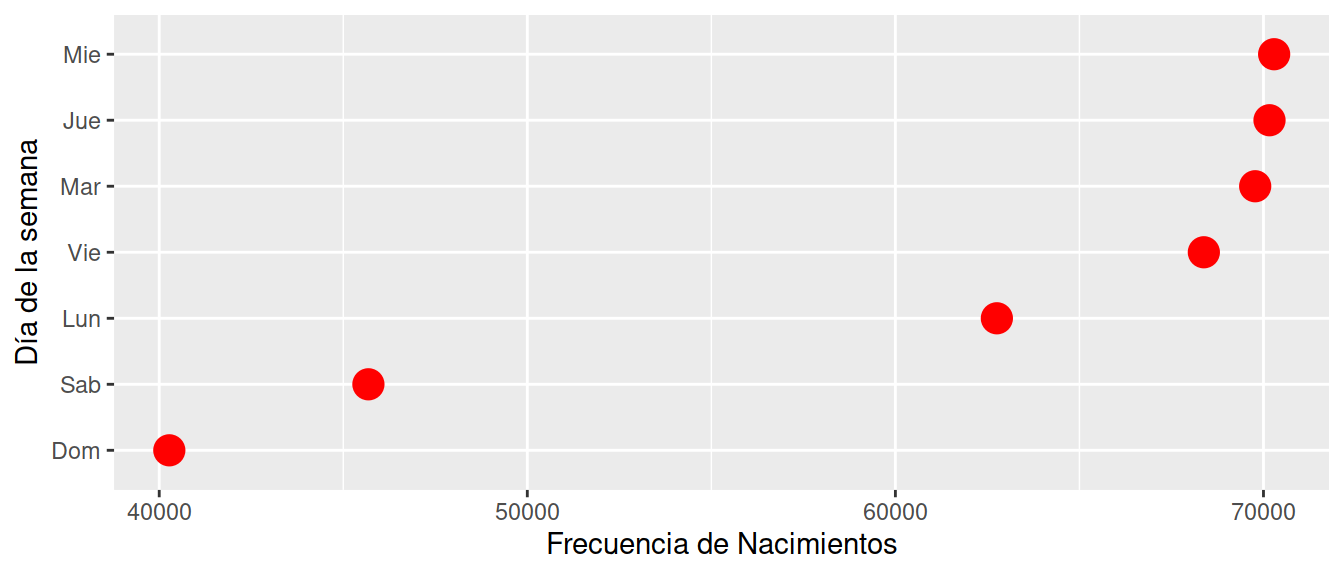 Día de la semana
Mie
Jue
Mar
Vie
Lun
Sab
Dom
40000 50000 60000 70000
Frecuencia de Nacimientos